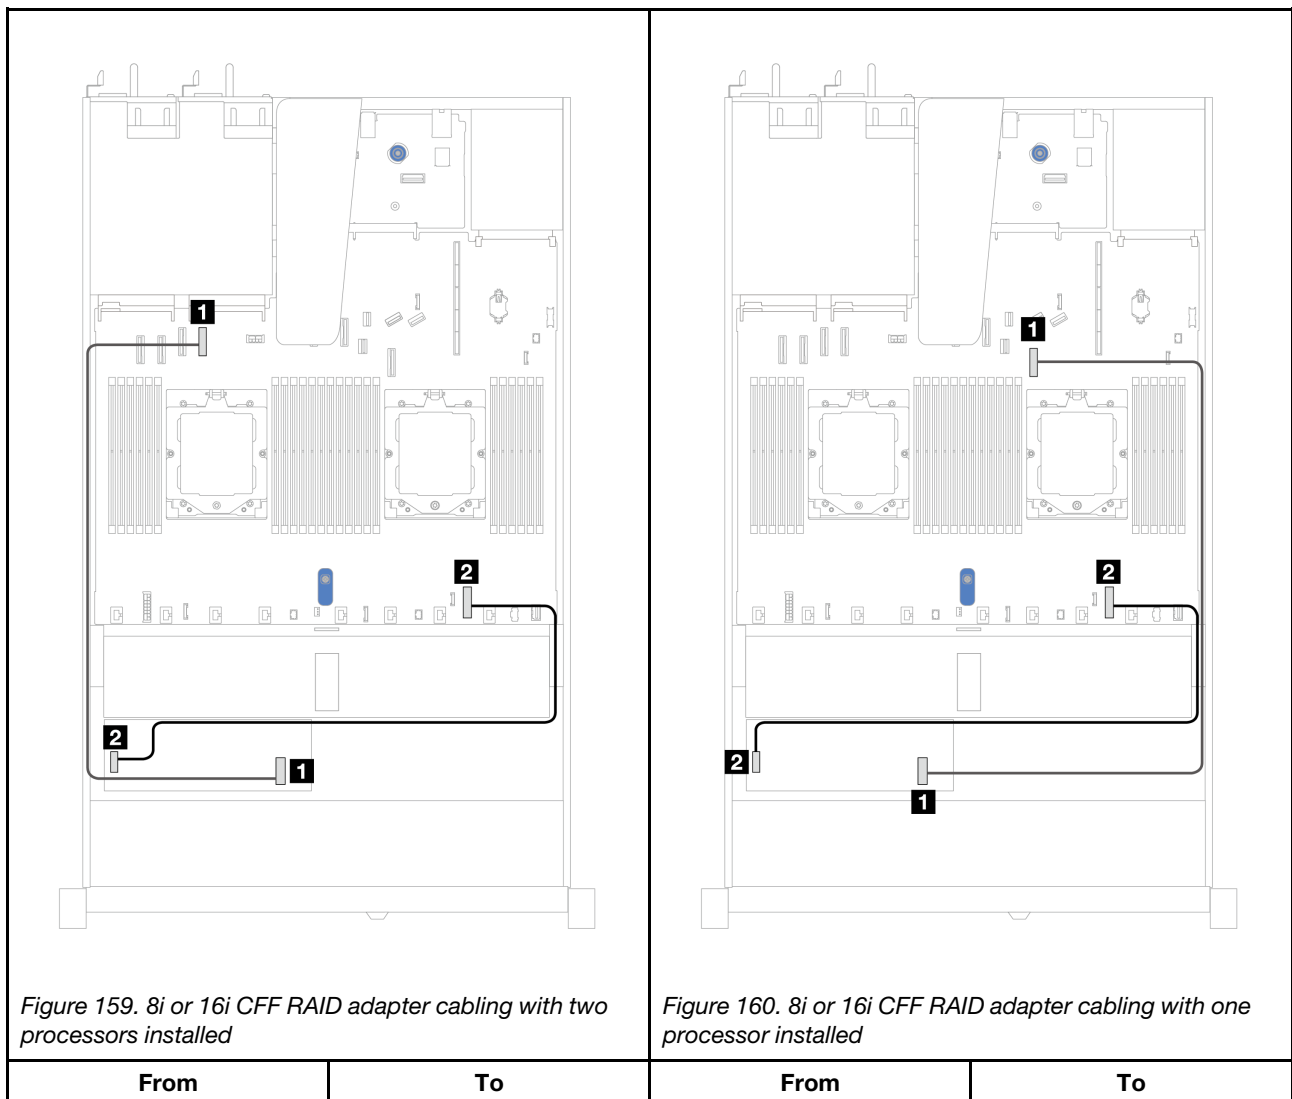 1
2
2
1
Figure 159. 8i or 16i CFF RAID adapter cabling with two
processors installed
1
2
2
1
Figure 160. 8i or 16i CFF RAID adapter cabling with one
processor installed
From
To
From
To